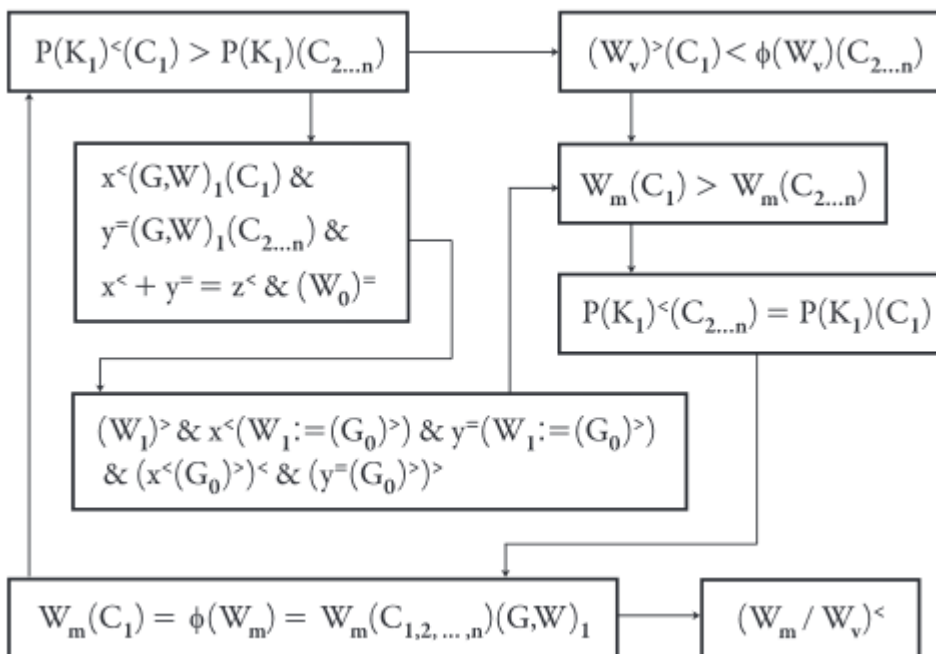 P(K₁)^<(C₁) > P(K₁)(C₂...ₙ)
(Wᵥ)^>(C₁) < ϕ(Wᵥ)(C₂...ₙ)
x^<(G,W)₁(C₁) &
y^=(G,W)₁(C₂...ₙ) &
x^< + y^= = z^< & (W₀)^=
Wₘ(C₁) > Wₘ(C₂...ₙ)
P(K₁)^<(C₂...ₙ) = P(K₁)(C₁)
(W₁)^> & x^<(W₁:=(G₀)^>) & y^=(W₁:=(G₀)^>)
& (x^<(G₀)^>)^< & (y^=(G₀)^>)^>
Wₘ(C₁) = ϕ(Wₘ) = Wₘ(C₁,₂, ... ,ₙ)(G,W)₁
(Wₘ / Wᵥ)^<